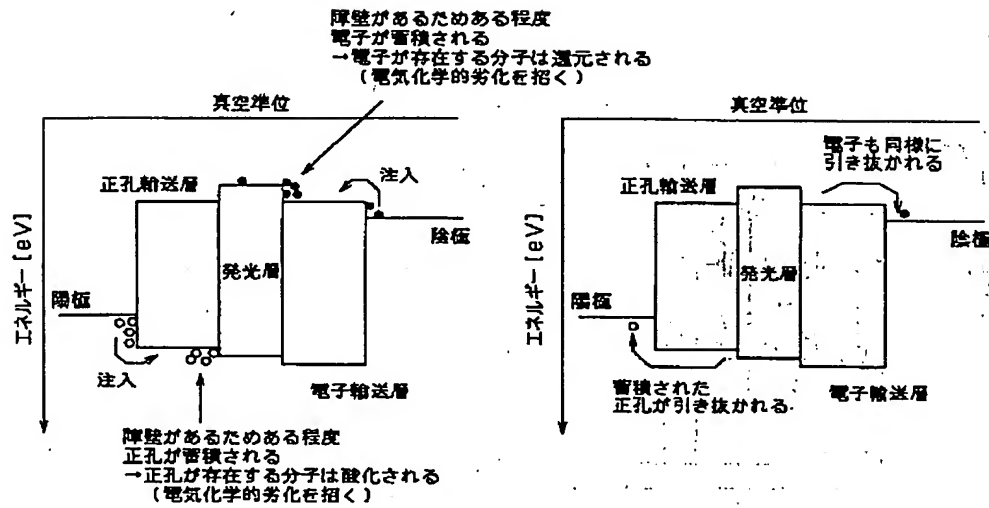 障壁があるためある程度
電子が蓄積される
→電子が存在する分子は還元される
(電気化学的劣化を招く)
真空準位
注入
正孔輸送層
陰極
発光層
陽極
エネルギー[eV]
注入
電子輸送層
障壁があるためある程度
正孔が蓄積される
→正孔が存在する分子は酸化される
(電気化学的劣化を招く)
真空準位
電子も同様に
引き抜かれる
正孔輸送層
陰極
発光層
陽極
エネルギー[eV]
蓄積された
正孔が引き抜かれる
電子輸送層